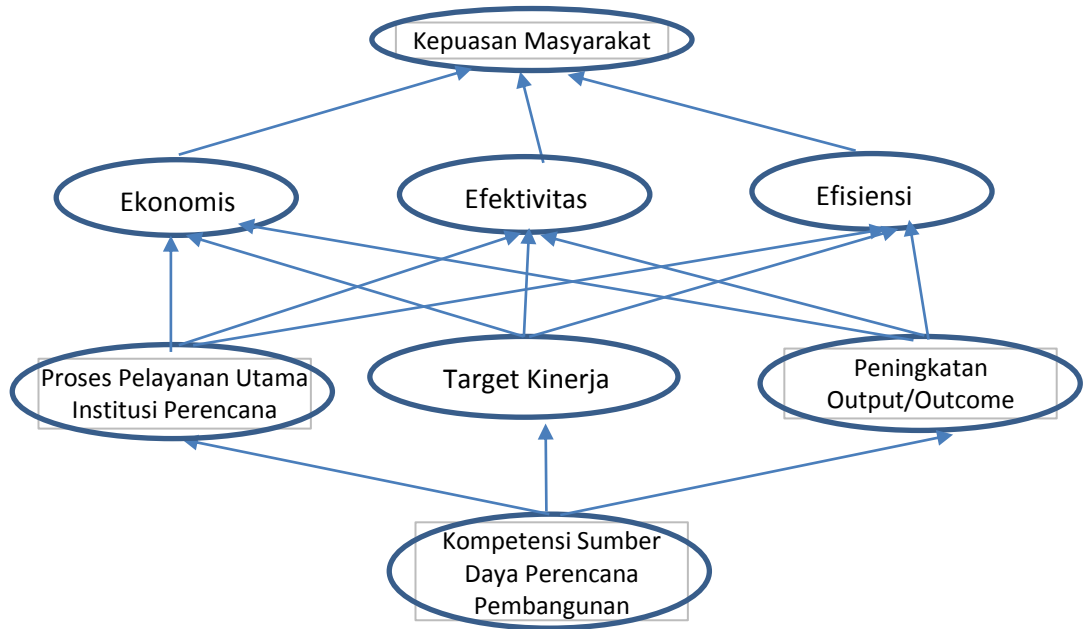 Kepuasan Masyarakat
Ekonomis
Efektivitas
Efisiensi
Proses Pelayanan Utama
Institusi Perencana
Target Kinerja
Peningkatan
Output/Outcome
Kompetensi Sumber
Daya Perencana
Pembangunan